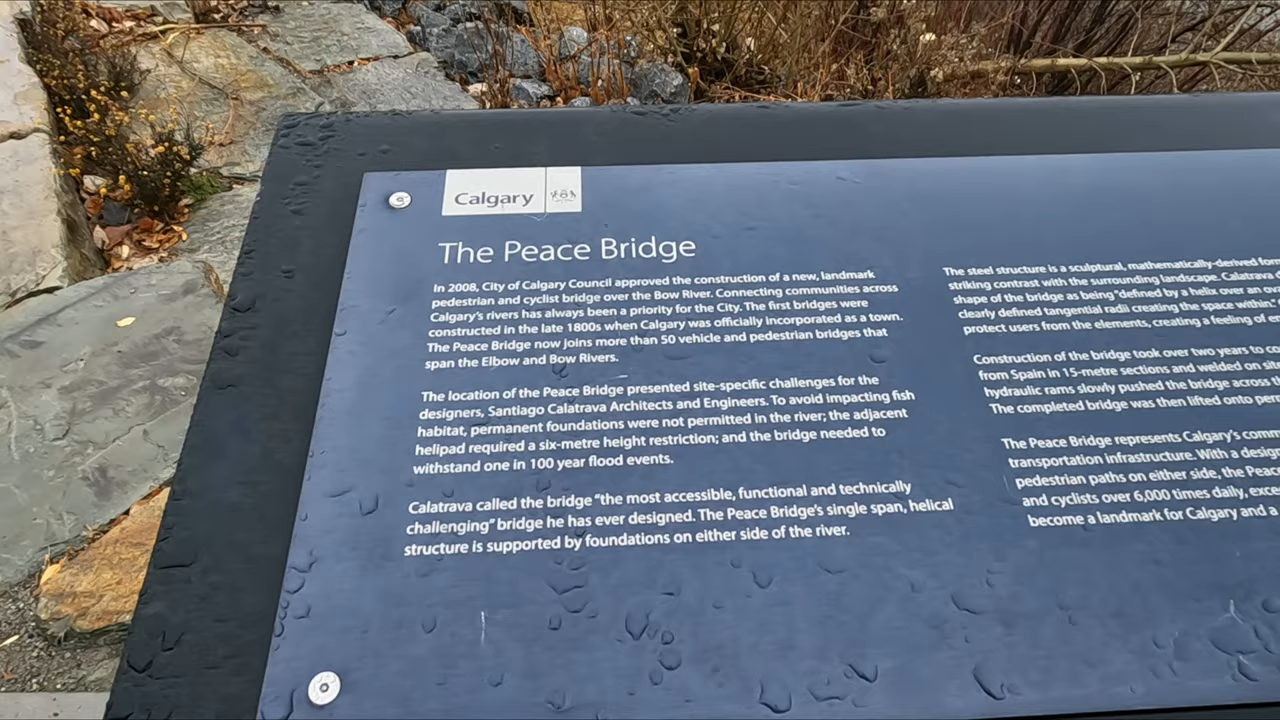 Calgary
The Peace Bridge
In 2008, City of Calgary Council approved the construction of a new, landmark
pedestrian and cyclist bridge over the Bow River. Connecting communities across
Calgary's rivers has always been a priority for the City. The first bridges were
constructed in the late 1800s when Calgary was officially incorporated as a town.
The Peace Bridge now joins more than 50 vehicle and pedestrian bridges that
span the Elbow and Bow Rivers.
The location of the Peace Bridge presented site-specific challenges for the
designers, Santiago Calatrava Architects and Engineers. To avoid impacting fish
habitat, permanent foundations were not permitted in the river; the adjacent
helipad required a six-metre height restriction; and the bridge needed to
withstand one in 100 year flood events.
Calatrava called the bridge "the most accessible, functional and technically
challenging" bridge he has ever designed. The Peace Bridge's single span, helical
structure is supported by foundations on either side of the river.
The steel structure is a sculptural, mathematically-derived
striking contrast with the surrounding landscape. Calatrava
shape of the bridge as being "defined by a helix over an
clearly defined tangential radii creating the space within."
protect users from the elements, creating a feeling of
Construction of the bridge took over two years to
from Spain in 15-metre sections and welded on
hydraulic rams slowly pushed the bridge across
The completed bridge was then lifted onto
The Peace Bridge represents Calgary's
transportation infrastructure. With a
pedestrian paths on either side, the
and cyclists over 6,000 times daily,
become a landmark for Calgary and a